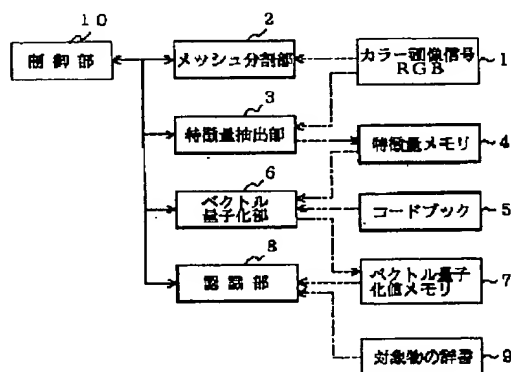 10
制御部
2
メッシュ分割部
カラー画像信号
RGB
1
3
特徴量抽出部
特徴量メモリ
4
6
ベクトル
量子化部
コードブック
5
8
認識部
ベクトル量子
化値メモリ
7
対象物の辞書
9